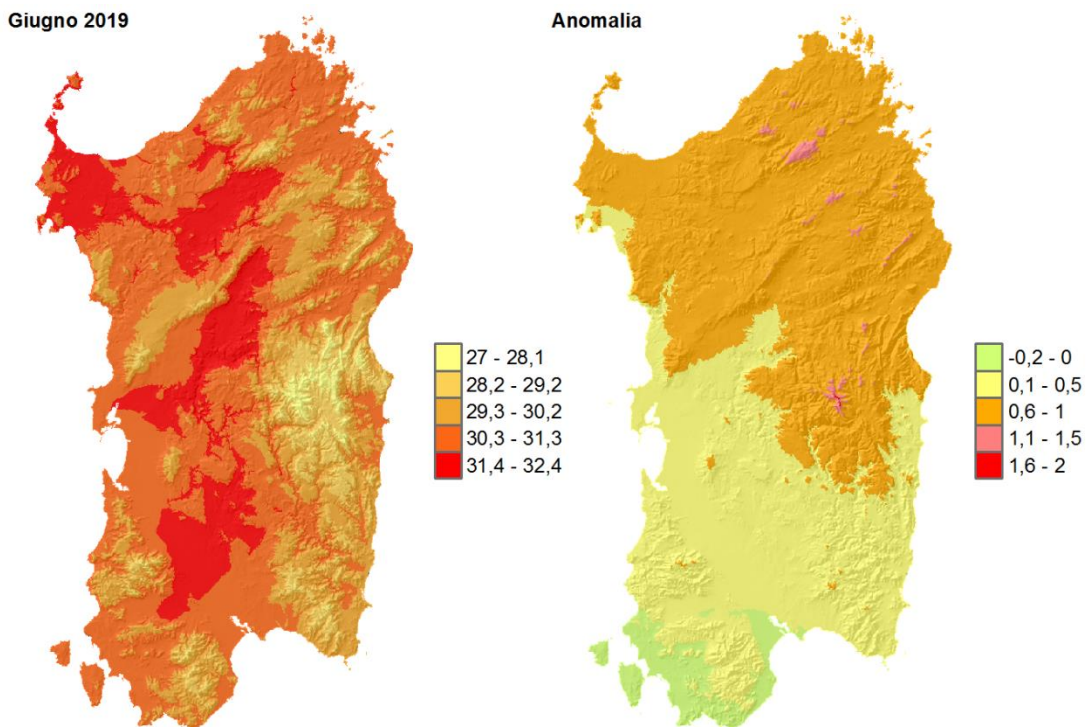 Giugno 2019
Anomalia
27 - 28,1
28,2 - 29,2
29,3 - 30,2
30,3 - 31,3
31,4 - 32,4
-0,2 - 0
0,1 - 0,5
0,6 - 1
1,1 - 1,5
1,6 - 2